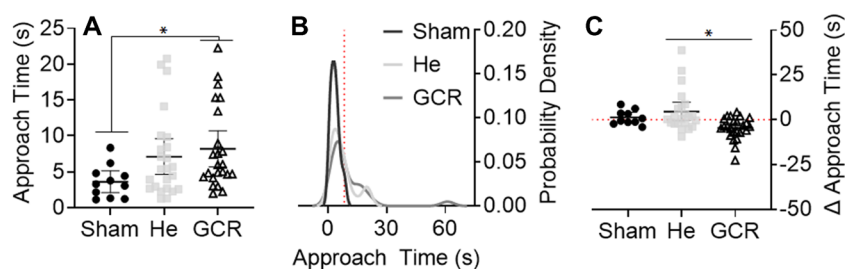 A
Approach Time (s)
25
20
15
10
5
0
*
Sham He GCR
B
Sham
He
GCR
0.20
0.15
0.10
0.05
0.00
Probability Density
0 30 60
Approach Time (s)
C
*
50
25
0
-25
-50
Δ Approach Time (s)
Sham He GCR